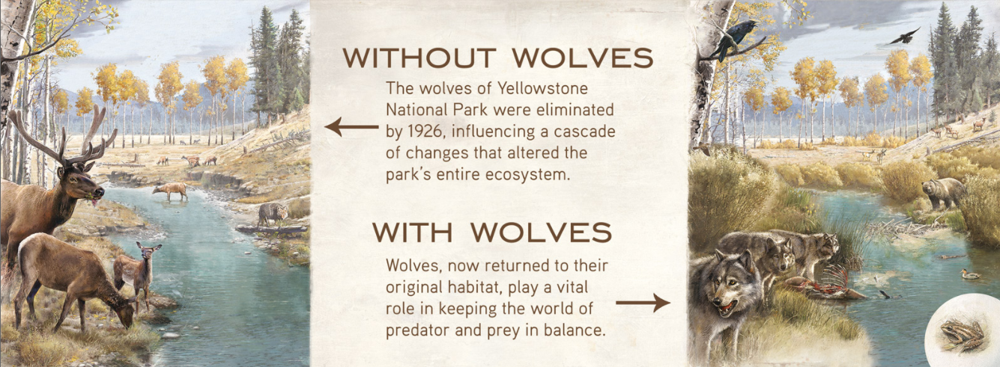 WITHOUT WOLVES
The wolves of Yellowstone
National Park were eliminated
by 1926, influencing a cascade
of changes that altered the
park's entire ecosystem.
WITH WOLVES
Wolves, now returned to their
original habitat, play a vital
role in keeping the world of
predator and prey in balance.